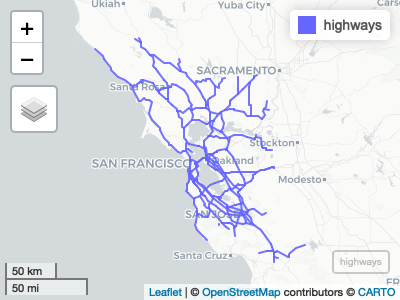 Ukiah
Yuba City
+
−
highways
SACRAMENTO
Santa Rosa
Stockton
SAN FRANCISCO
Oakland
Modesto
SAN JOSE
Santa Cruz
highways
50 km
50 mi
Leaflet | © OpenStreetMap contributors © CARTO